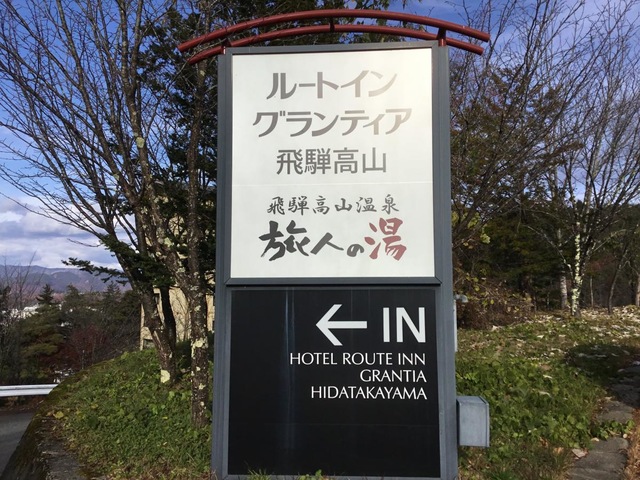 ルートイン
グランティア
飛騨高山
飛騨高山温泉
旅人の湯
← IN
HOTEL ROUTE INN
GRANTIA
HIDATAKAYAMA